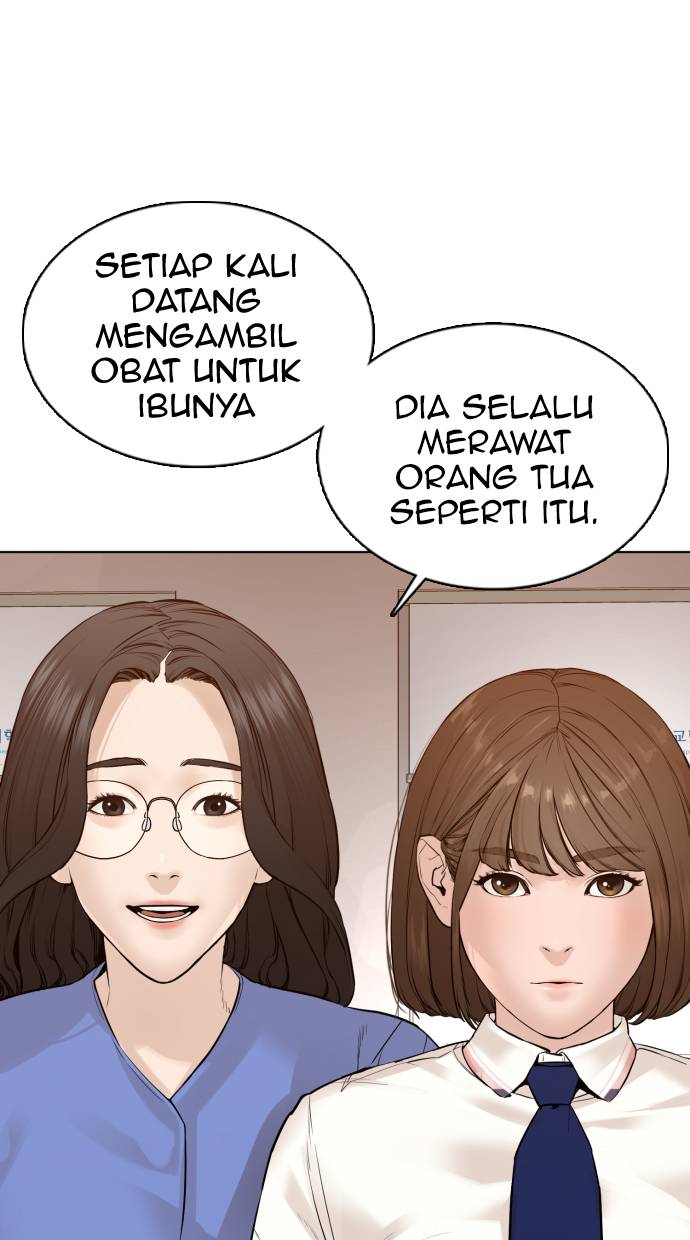 SETIAP KALI
DATANG
MENGAMBIL
OBAT UNTUK
IBUNYA
DIA SELALU
MERAWAT
ORANG TUA
SEPERTI ITU.